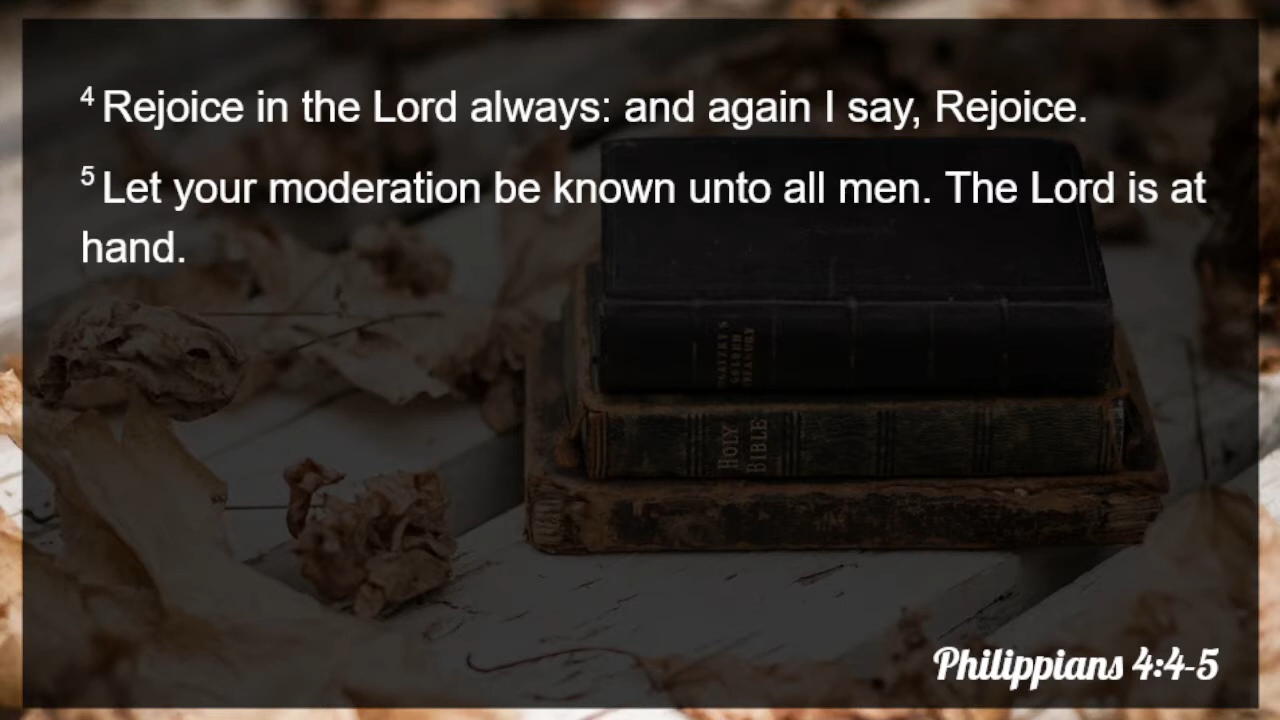 4 Rejoice in the Lord always: and again I say, Rejoice.
5 Let your moderation be known unto all men. The Lord is at
hand.
HOLY
BIBLE
Philippians 4:4-5